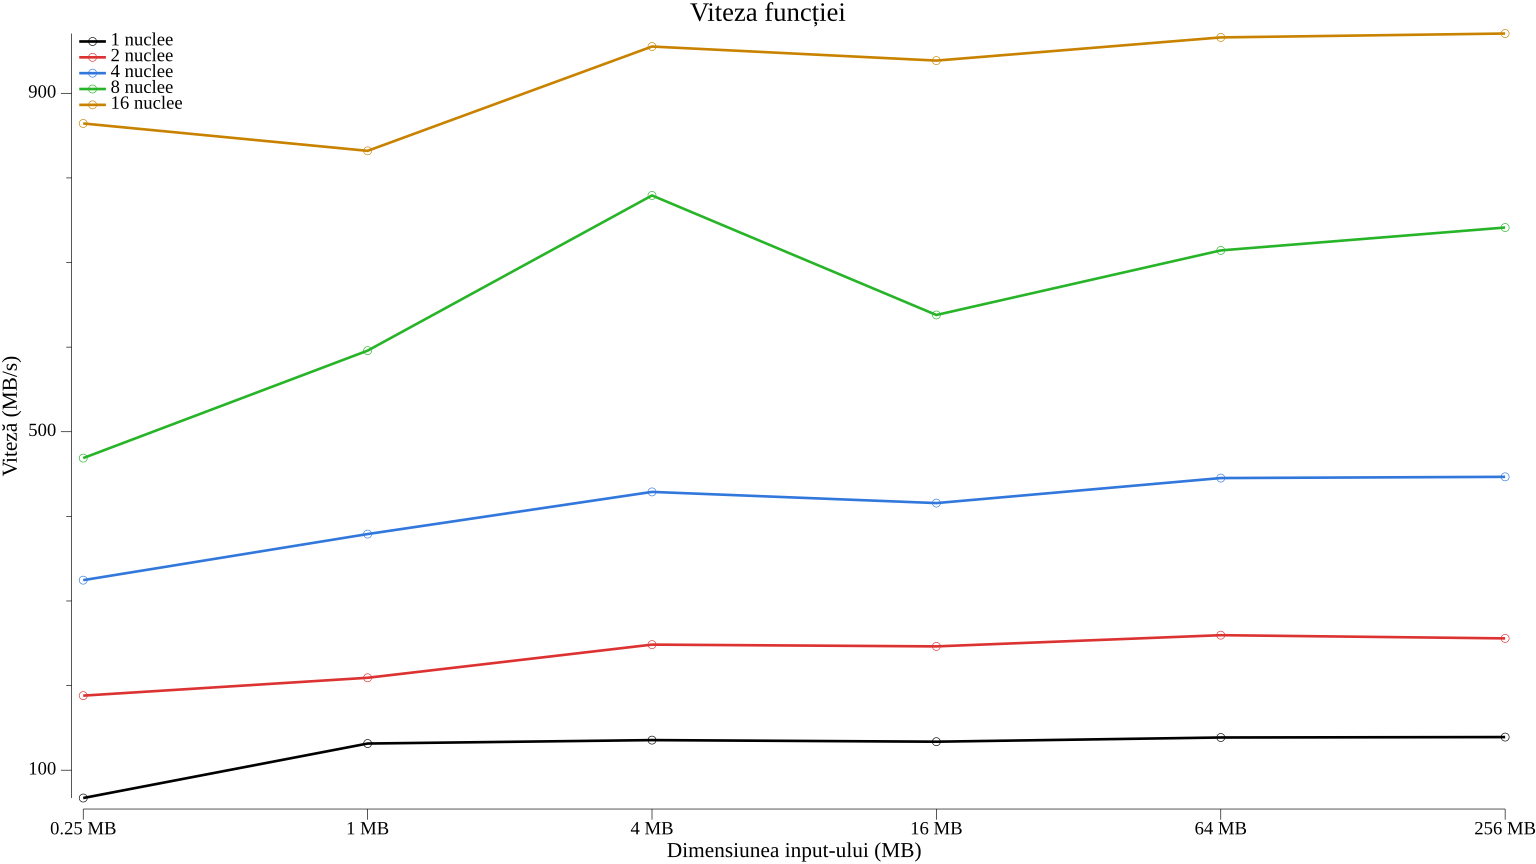 Viteza funcției
1 nuclee
2 nuclee
4 nuclee
8 nuclee
16 nuclee
900
500
100
Viteză (MB/s)
0.25 MB
1 MB
4 MB
16 MB
64 MB
256 MB
Dimensiunea input-ului (MB)